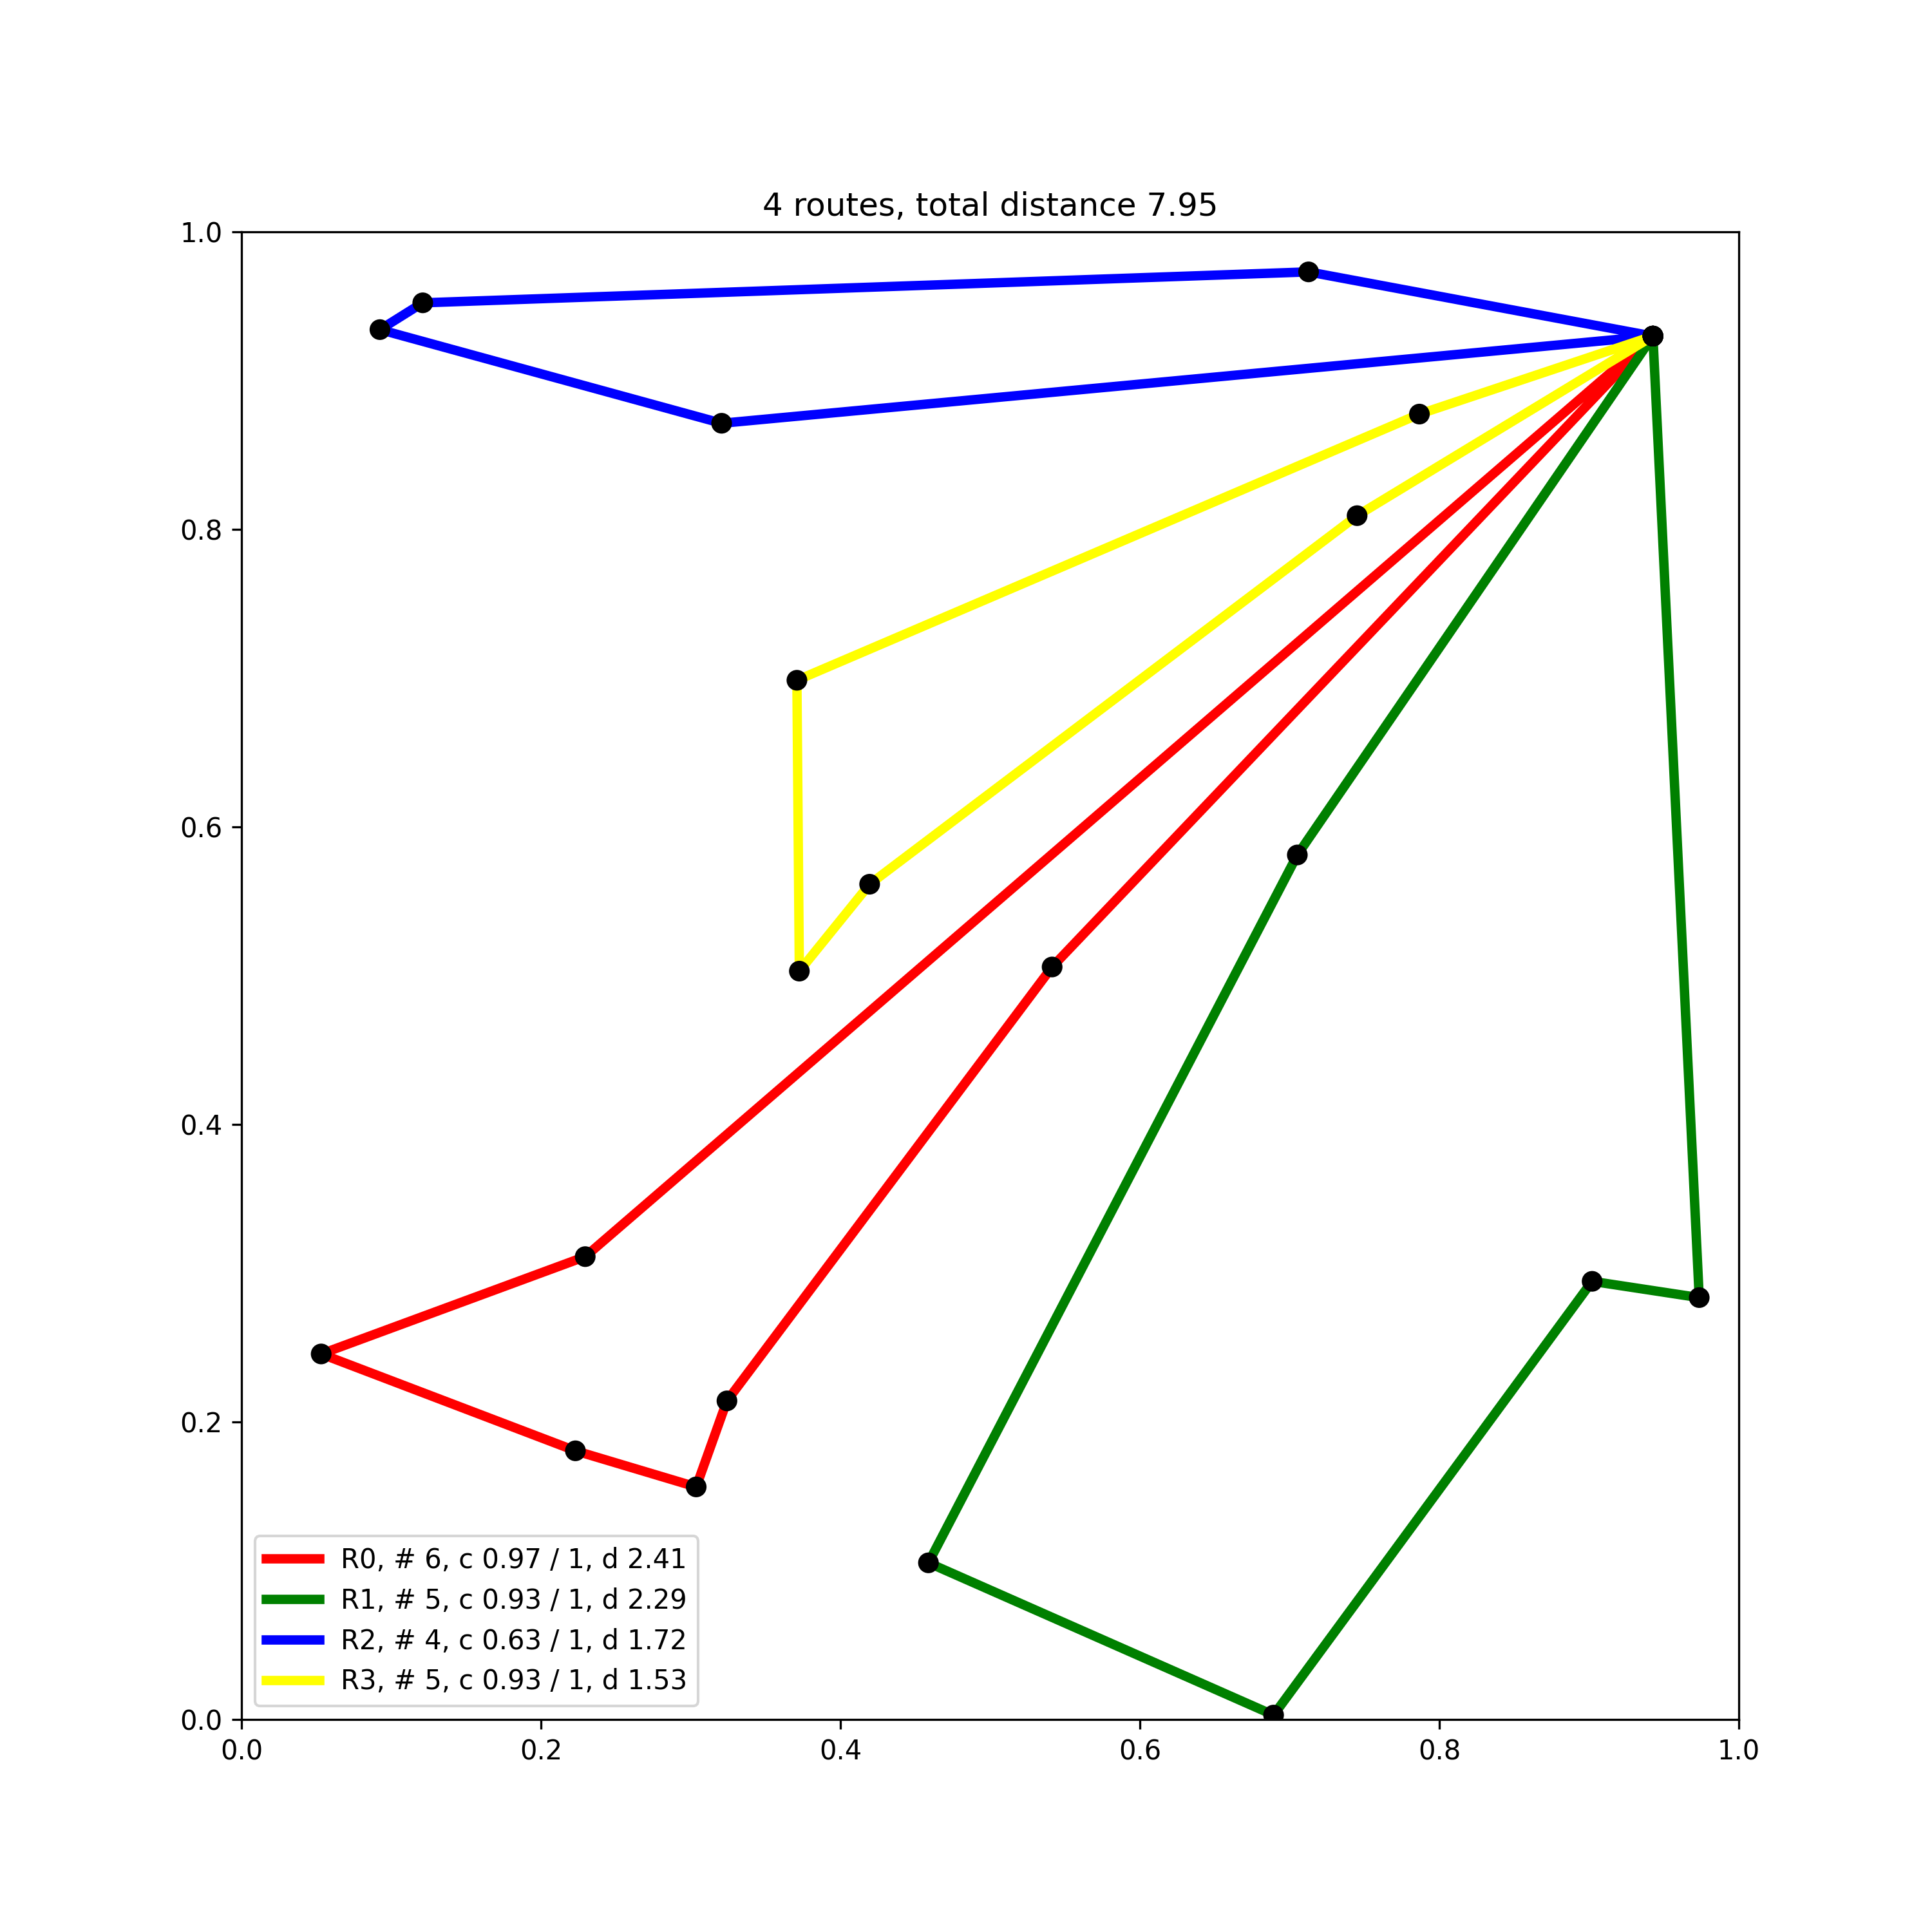 4 routes, total distance 7.95
1.0
0.8
0.6
0.4
0.2
0.0
R0, # 6, c 0.97 / 1, d 2.41
R1, # 5, c 0.93 / 1, d 2.29
R2, # 4, c 0.63 / 1, d 1.72
R3, # 5, c 0.93 / 1, d 1.53
0.0 0.2 0.4 0.6 0.8 1.0